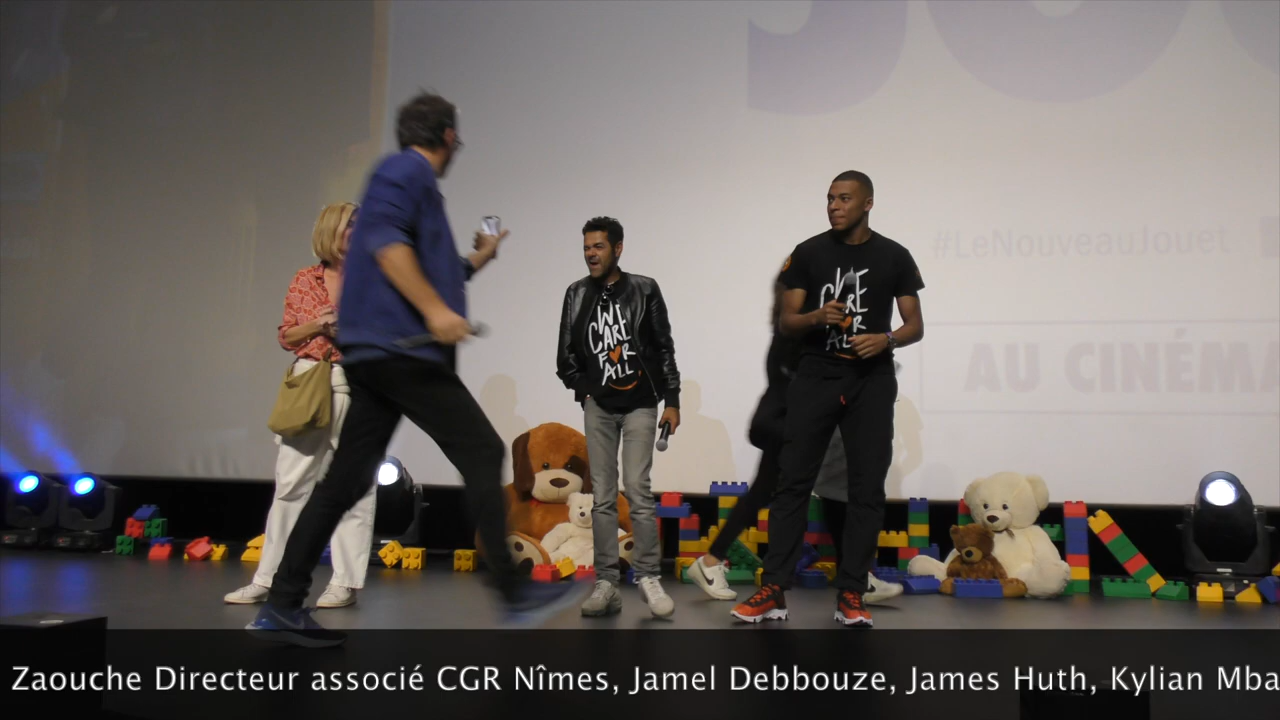 #LeNouveauJouet
AU CINÉMA
WE
CARE
FOR
ALL
WE
CARE
FOR
ALL
Zaouche Directeur associé CGR Nîmes, Jamel Debbouze, James Huth, Kylian Mba